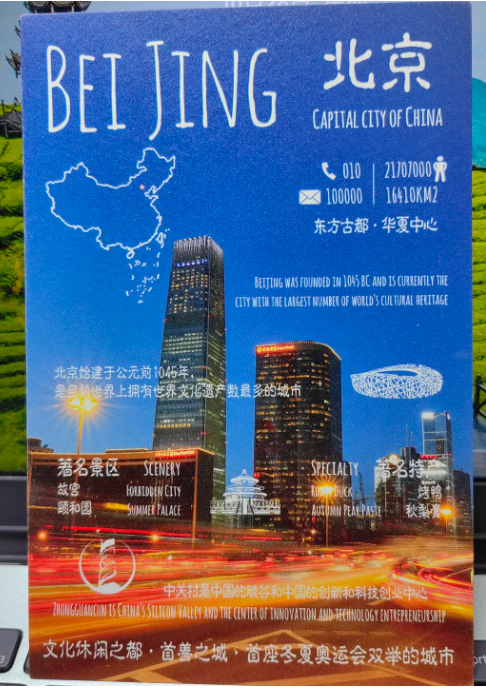 BEI JING
北京
CAPITAL CITY OF CHINA
010
21707000
100000
16410KM2
东方古都·华夏中心
BEIJING WAS FOUNDED IN 1045 BC AND IS CURRENTLY THE
CITY WITH THE LARGEST NUMBER OF WORLD'S CULTURAL HERITAGE
北京始建于公元前1045年,
是目前世界上拥有世界文化遗产数最多的城市
著名景区 SCENERY
故宫 FORBIDDEN CITY
颐和园 SUMMER PALACE
SPECIALTY 著名特产
DUCK 烤鸭
AUTUMN PEAR PASTE 秋梨膏
中关村是中国的硅谷和中国的创新和科技创业中心
ZHONGGUANCUN IS CHINA'S SILICON VALLEY AND THE CENTER OF INNOVATION AND TECHNOLOGY ENTREPRENEURSHIP
文化休闲之都·首善之城·首座冬夏奥运会双举的城市